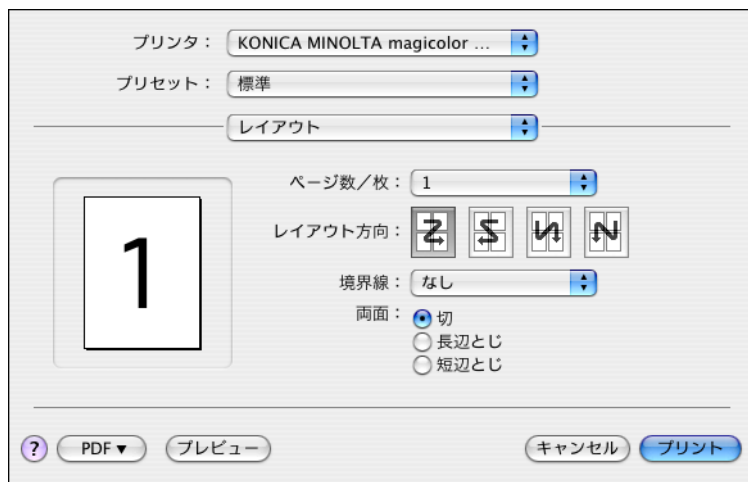 プリンタ： KONICA MINOLTA magicolor ...
プリセット： 標準
レイアウト
ページ数／枚： 1
レイアウト方向：
1
境界線： なし
両面： 切
長辺とじ
短辺とじ
? PDF▼ プレビュー キャンセル プリント